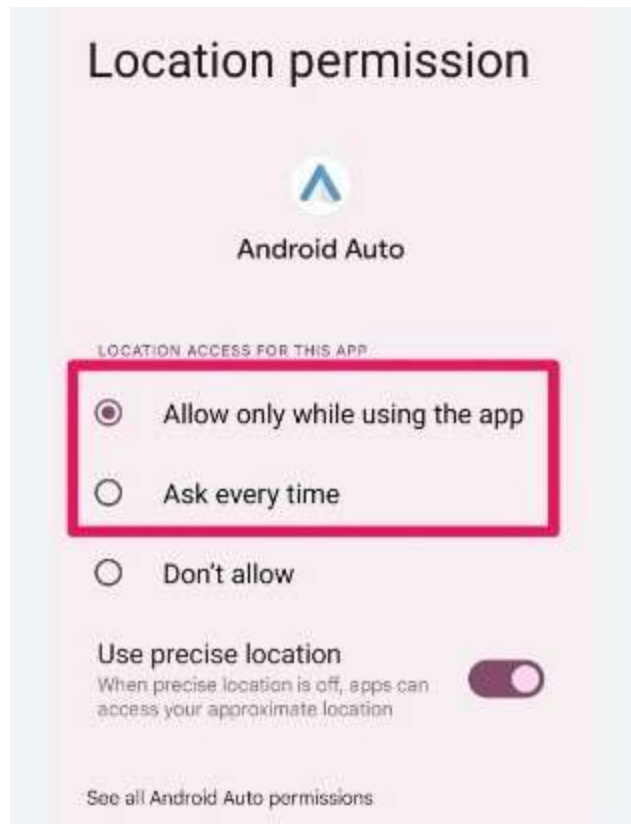 Location permission
Android Auto
LOCATION ACCESS FOR THIS APP
Allow only while using the app
Ask every time
Don't allow
Use precise location
When precise location is off, apps can
access your approximate location
See all Android Auto permissions